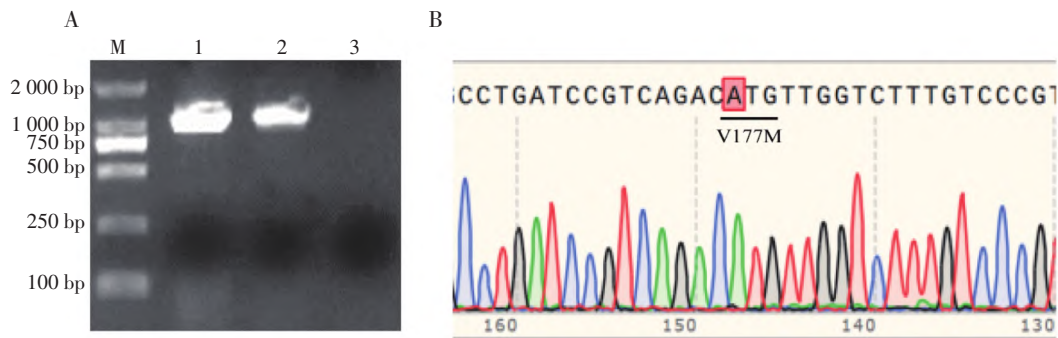 A
M 1 2 3
2 000 bp
1 000 bp
750 bp
500 bp
250 bp
100 bp
B
GCCTGATCCGTCAGACATGTTGGTCTTTGTCCCGT
V177M
160 150 140 130